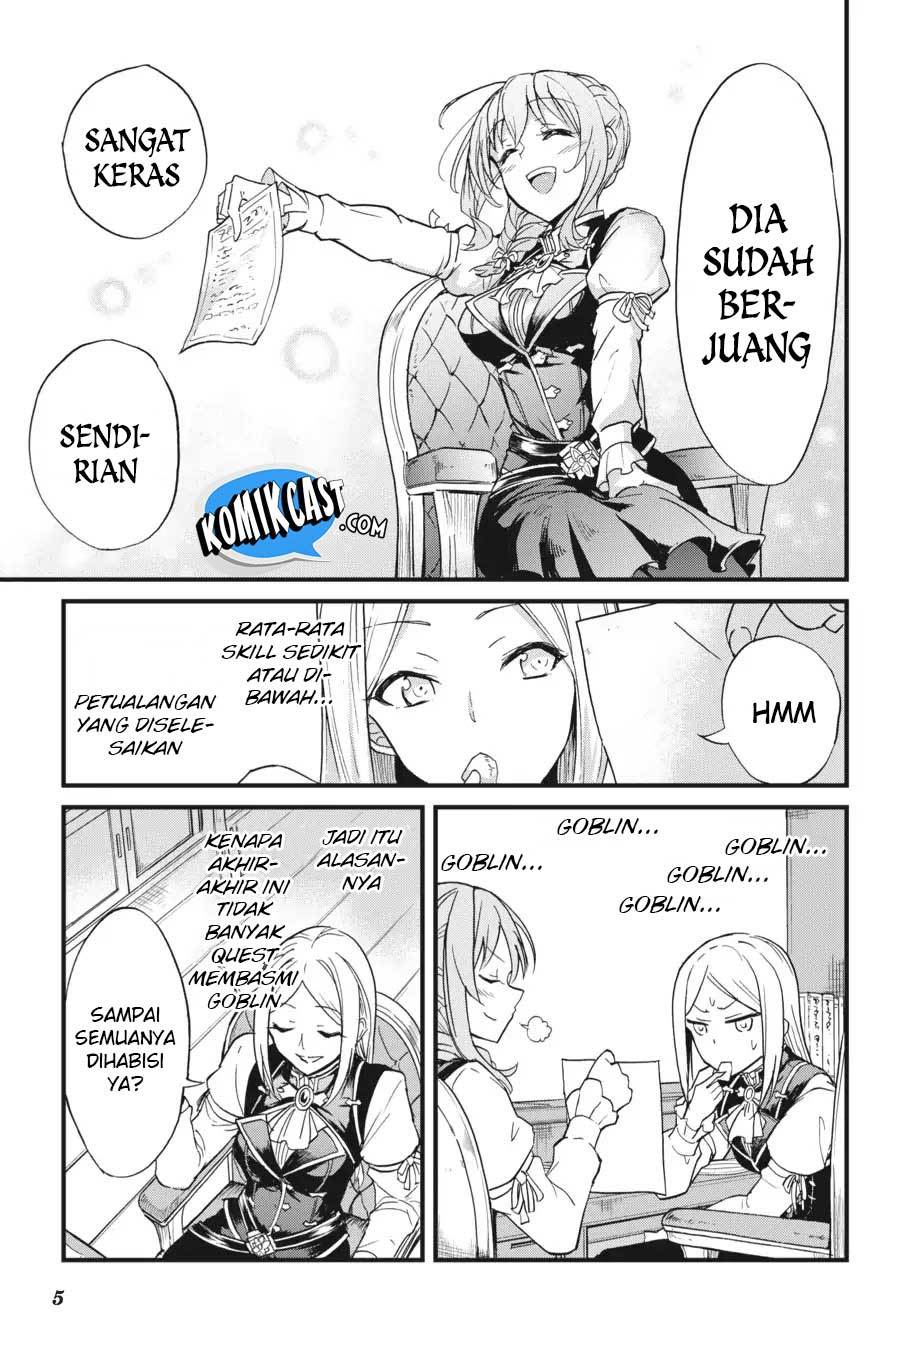 DIA
SUDAH
BER-
JUANG
SANGAT
KERAS
SENDI-
RIAN
KOMIKCAST
.COM
HMM
RATA-RATA
SKILL SEDIKIT
ATAU DI-
BAWAH...
PETUALANGAN
YANG DISELE-
SAIKAN
GOBLIN...
GOBLIN...
GOBLIN...
GOBLIN...
GOBLIN...
JADI ITU
ALASAN-
NYA
KENAPA
AKHIR-
AKHIR INI
TIDAK
BANYAK
QUEST
MEMBASMI
GOBLIN
SAMPAI
SEMUANYA
DIHABISI
YA?
5